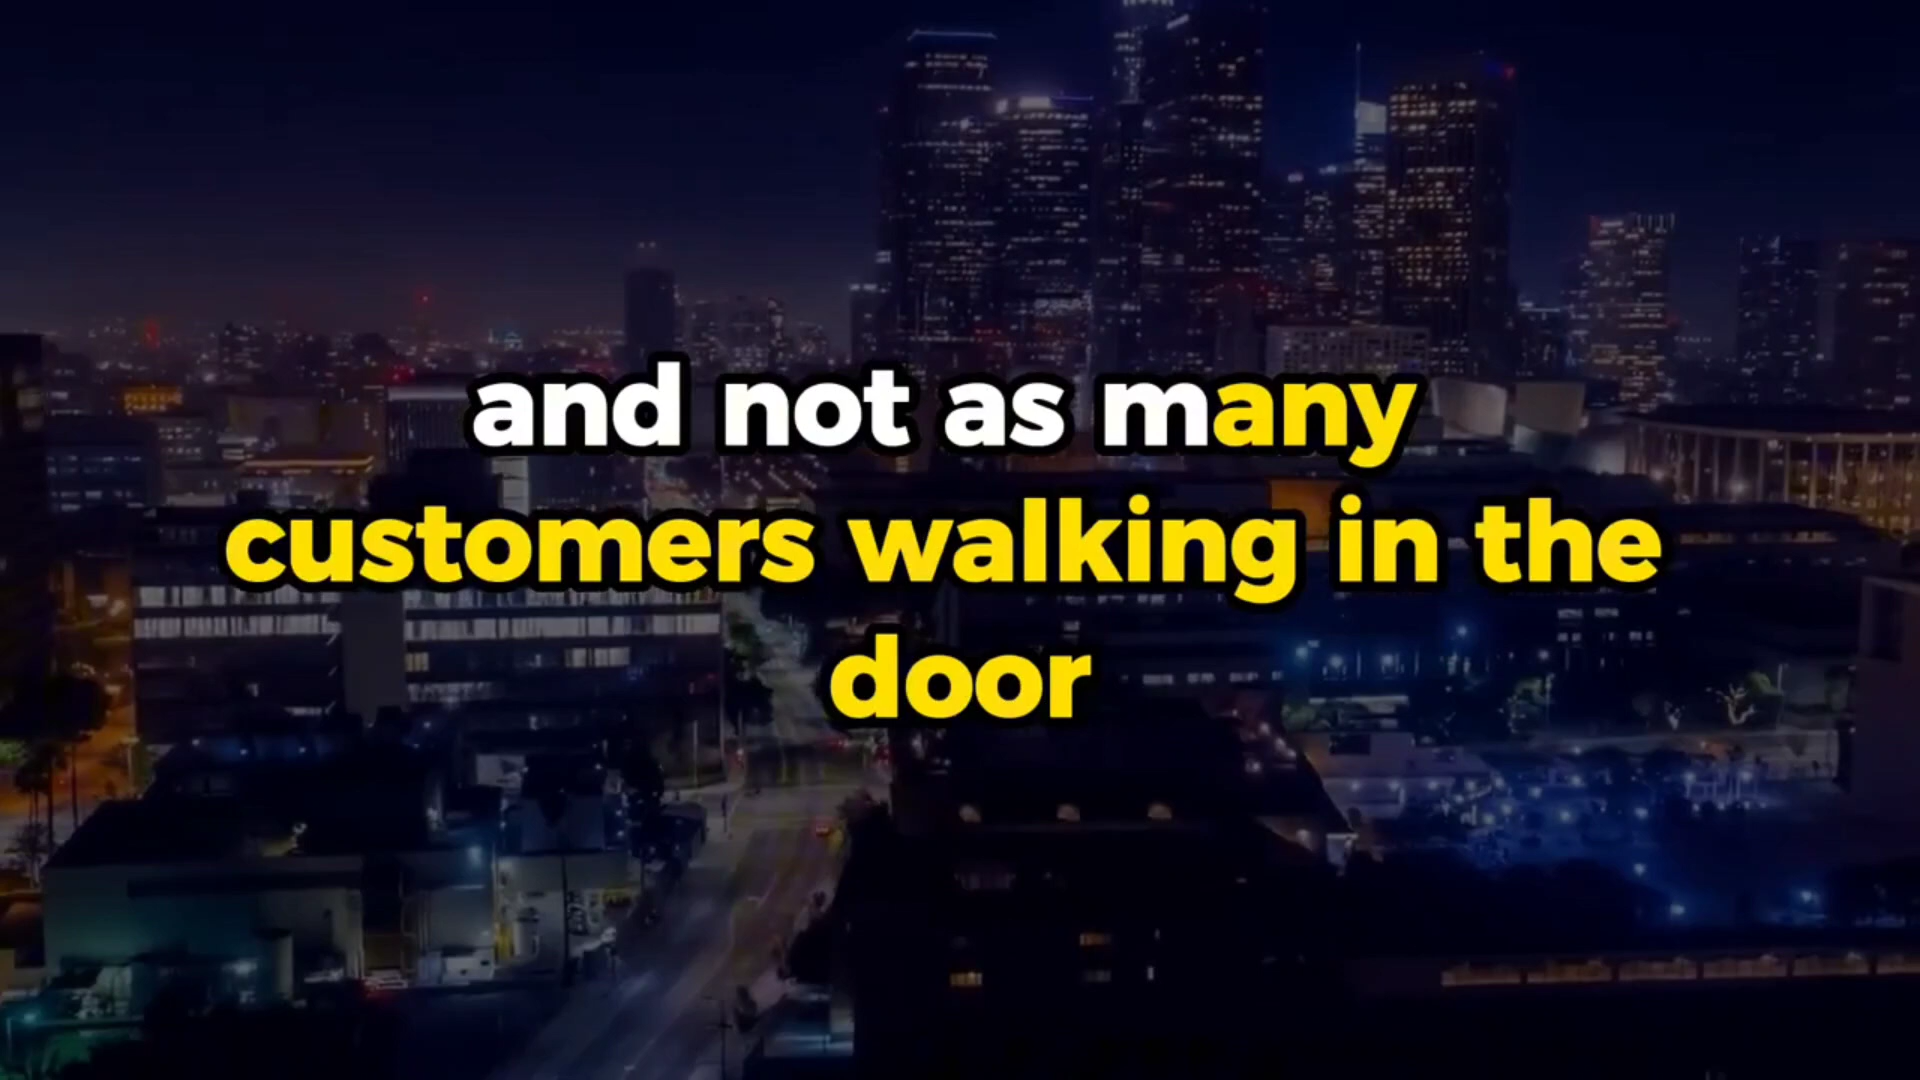 and not as many
customers walking in the
door